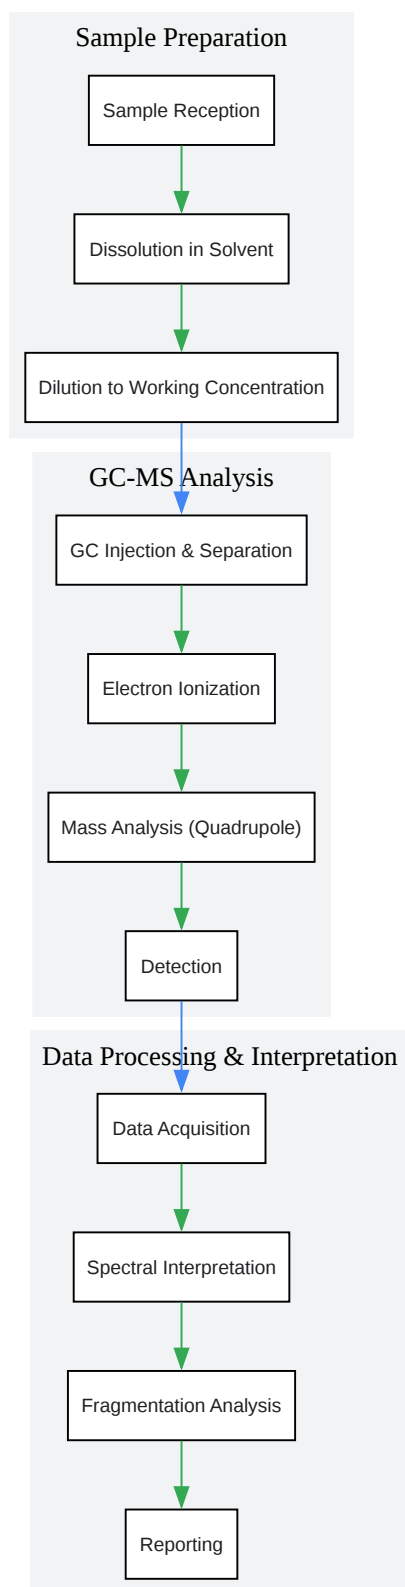 Sample Preparation
Sample Reception
Dissolution in Solvent
Dilution to Working Concentration
GC-MS Analysis
GC Injection & Separation
Electron Ionization
Mass Analysis (Quadrupole)
Detection
Data Processing & Interpretation
Data Acquisition
Spectral Interpretation
Fragmentation Analysis
Reporting